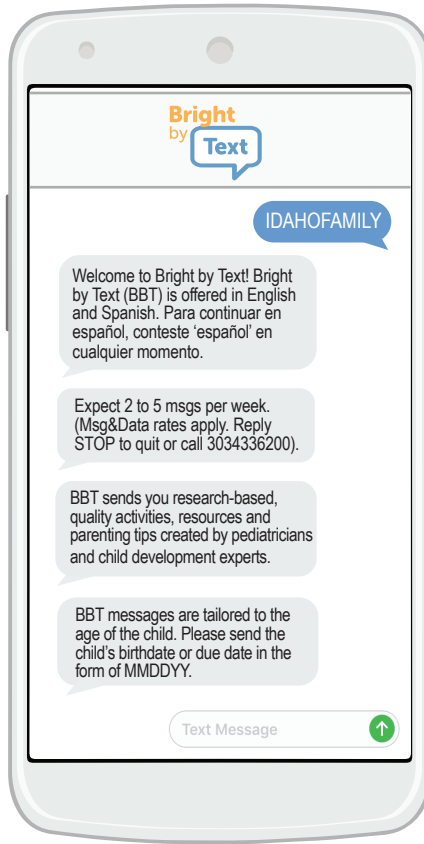 Bright
by Text
IDAHOFAMILY
Welcome to Bright by Text! Bright
by Text (BBT) is offered in English
and Spanish. Para continuar en
español, conteste ‘español’ en
cualquier momento.
Expect 2 to 5 msgs per week.
(Msg&Data rates apply. Reply
STOP to quit or call 3034336200).
BBT sends you research-based,
quality activities, resources and
parenting tips created by pediatricians
and child development experts.
BBT messages are tailored to the
age of the child. Please send the
child’s birthdate or due date in the
form of MMDDYY.
Text Message